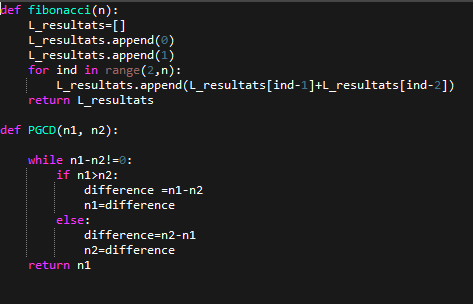 def fibonacci(n):
    L_resultats=[]
    L_resultats.append(0)
    L_resultats.append(1)
    for ind in range(2,n):
        L_resultats.append(L_resultats[ind-1]+L_resultats[ind-2])
    return L_resultats

def PGCD(n1, n2):

    while n1-n2!=0:
        if n1>n2:
            difference =n1-n2
            n1=difference
        else:
            difference=n2-n1
            n2=difference
    return n1